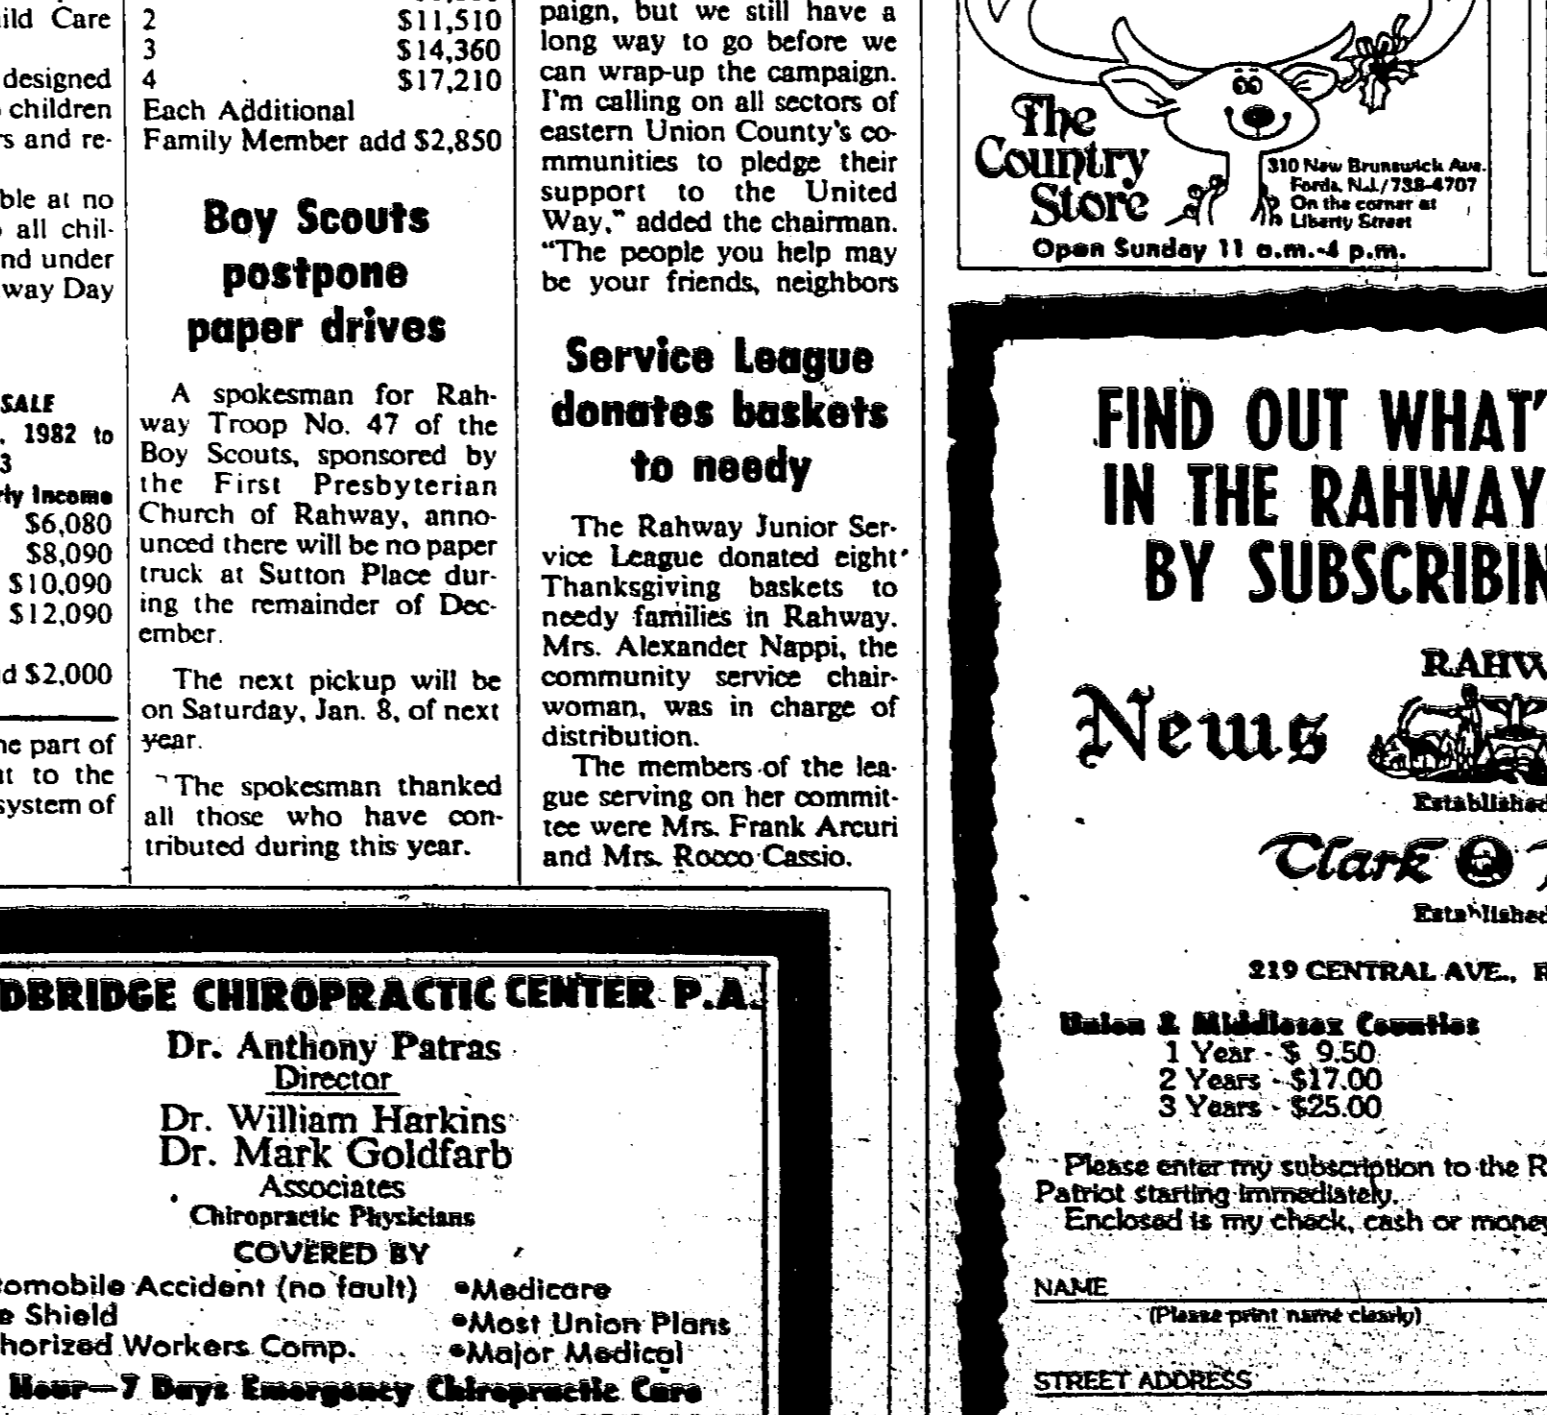 ild Care
designed
children
rs and re-
ble at no
all chil-
nd under
way Day
SALE
, 1982 to
3
rly Income
$6,080
$8,090
$10,090
$12,090
d $2,000
ne part of
t to the
system of
2 $11,510
3 $14,360
4 $17,210
Each Additional
Family Member add $2,850
Boy Scouts
postpone
paper drives
A spokesman for Rah-
way Troop No. 47 of the
Boy Scouts, sponsored by
the First Presbyterian
Church of Rahway, anno-
unced there will be no paper
truck at Sutton Place dur-
ing the remainder of Dec-
ember.
The next pickup will be
on Saturday, Jan. 8, of next
year.
The spokesman thanked
all those who have con-
tributed during this year.
paign, but we still have a
long way to go before we
can wrap-up the campaign.
I'm calling on all sectors of
eastern Union County's co-
mmunities to pledge their
support to the United
Way," added the chairman.
"The people you help may
be your friends, neighbors
Service League
donates baskets
to needy
The Rahway Junior Ser-
vice League donated eight
Thanksgiving baskets to
needy families in Rahway.
Mrs. Alexander Nappi, the
community service chair-
woman, was in charge of
distribution.
The members of the lea-
gue serving on her commit-
tee were Mrs. Frank Arcuri
and Mrs. Rocco Cassio.
The
Country
Store
310 New Brunswick Ave.
Fords, N.J./738-4707
On the corner at
Liberty Street
Open Sunday 11 a.m.-4 p.m.
FIND OUT WHAT'
IN THE RAHWAY
BY SUBSCRIBIN
RAHW
News
Established
Clark
Established
219 CENTRAL AVE., R
Union & Middlesex Counties
1 Year - $ 9.50
2 Years - $17.00
3 Years - $25.00
Please enter my subscription to the R
Patriot starting immediately.
Enclosed is my check, cash or money
NAME
(Please print name clearly)
STREET ADDRESS
DBRIDGE CHIROPRACTIC CENTER P.A.
Dr. Anthony Patras
Director
Dr. William Harkins
Dr. Mark Goldfarb
Associates
Chiropractic Physicians
COVERED BY
omobile Accident (no fault) •Medicare
e Shield •Most Union Plans
horized Workers Comp. •Major Medical
Hour—7 Days Emergency Chiropractic Care